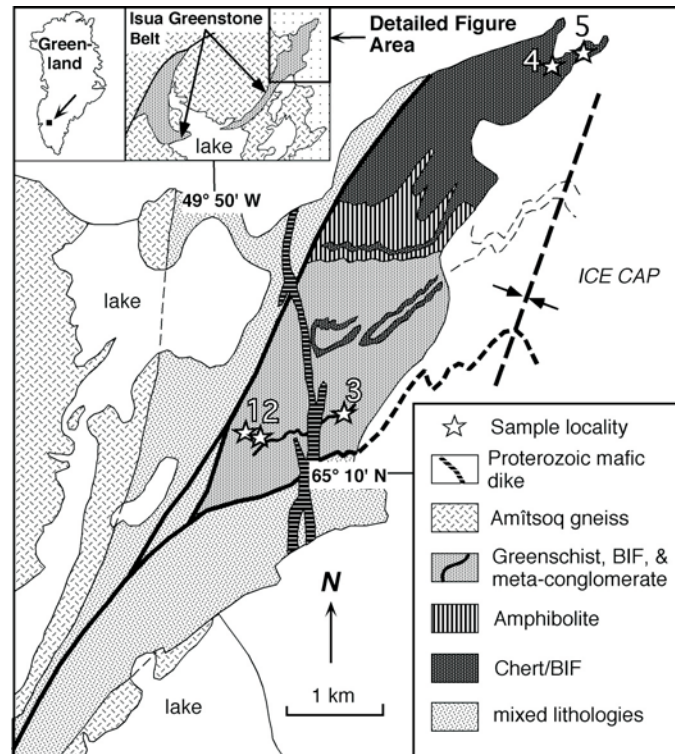 Green-
land
Isua Greenstone
Belt
lake
Detailed Figure
Area
5
4
49° 50' W
lake
ICE CAP
3
12
65° 10' N
N
1 km
lake
Sample locality
Proterozoic mafic
dike
Amîtsoq gneiss
Greenschist, BIF, &
meta-conglomerate
Amphibolite
Chert/BIF
mixed lithologies